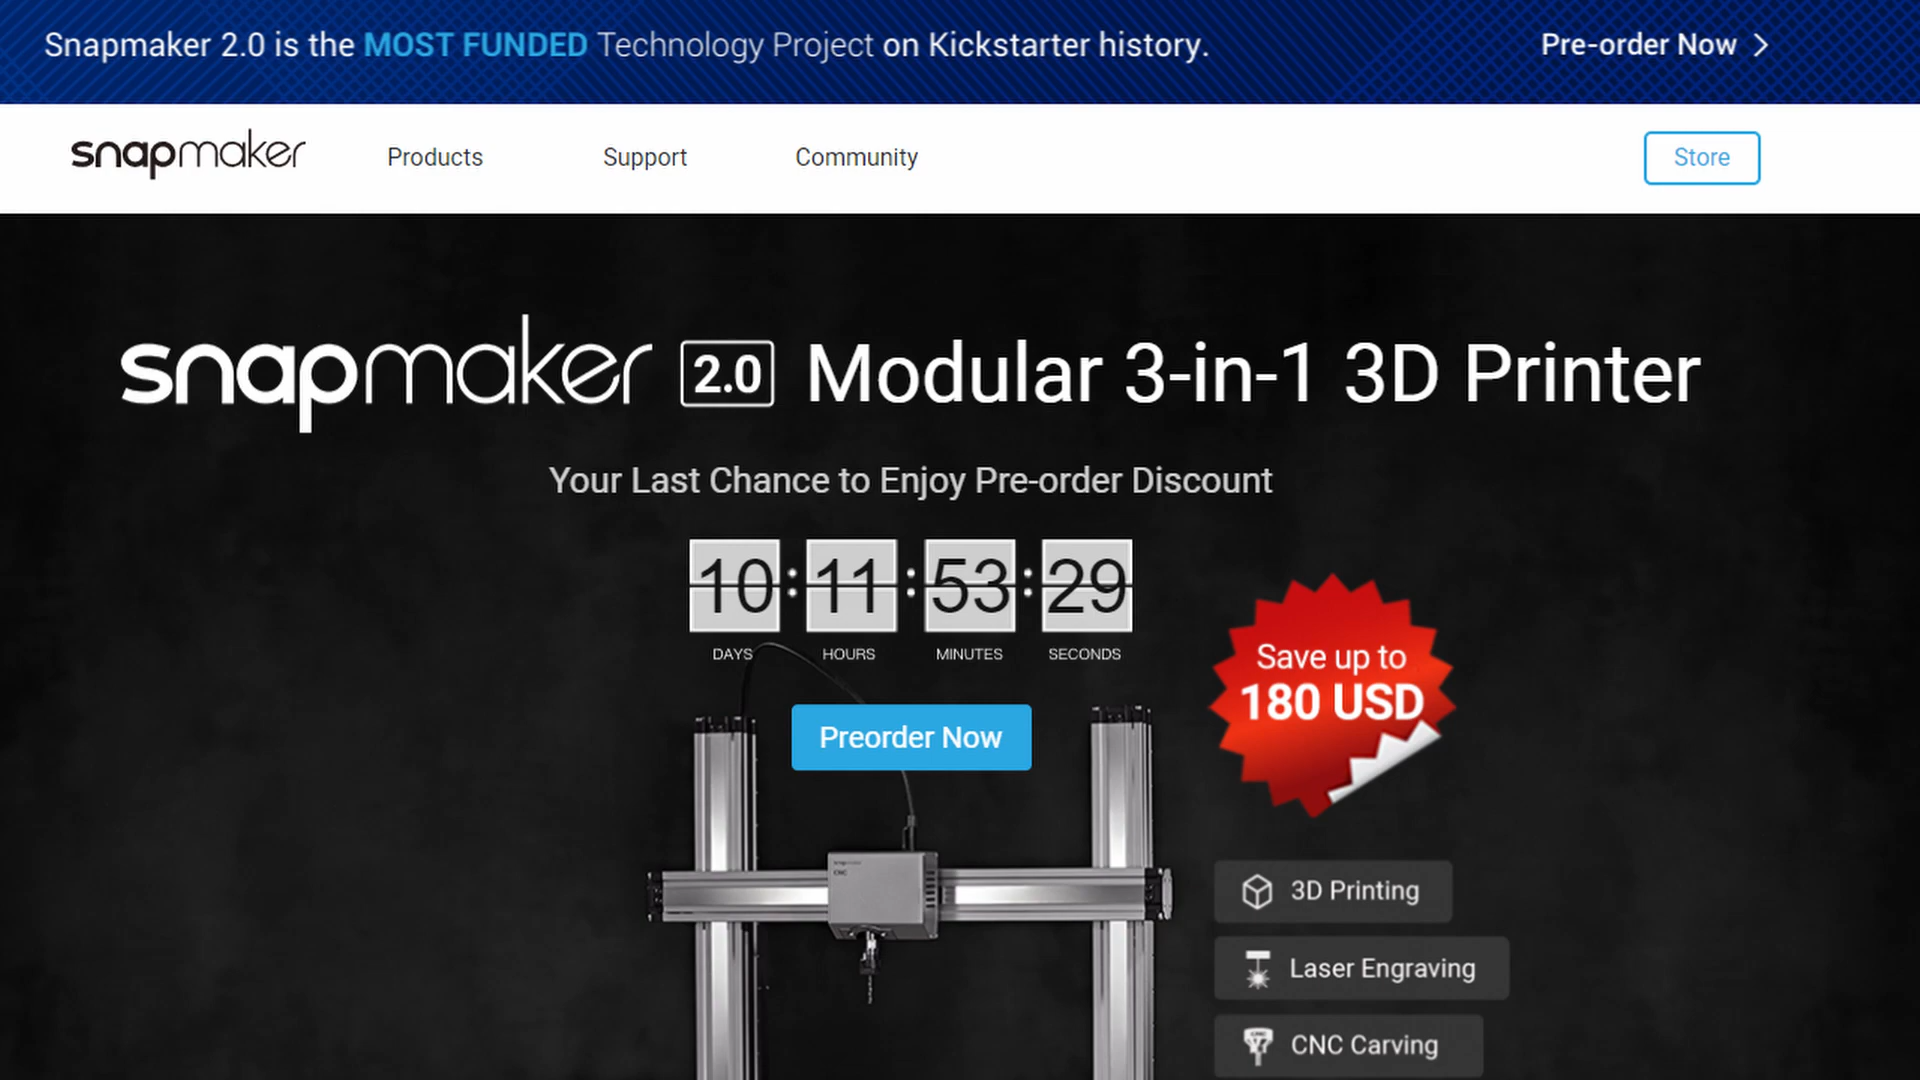 Snapmaker 2.0 is the MOST FUNDED Technology Project on Kickstarter history.
Pre-order Now
snapmaker
Products
Support
Community
Store
snapmaker 2.0 Modular 3-in-1 3D Printer
Your Last Chance to Enjoy Pre-order Discount
10 : 11 : 53 : 29
DAYS HOURS MINUTES SECONDS
Save up to
180 USD
Preorder Now
snapmaker
CNC
3D Printing
Laser Engraving
CNC Carving